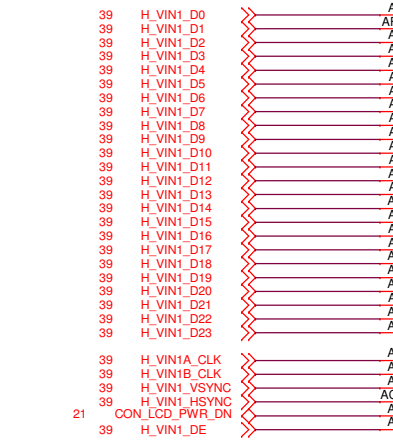 39 H_VIN1_D0 A
39 H_VIN1_D1 AF
39 H_VIN1_D2 A
39 H_VIN1_D3 A
39 H_VIN1_D4 A
39 H_VIN1_D5 A
39 H_VIN1_D6 A
39 H_VIN1_D7 A
39 H_VIN1_D8 A
39 H_VIN1_D9 A
39 H_VIN1_D10 A
39 H_VIN1_D11 A
39 H_VIN1_D12 A
39 H_VIN1_D13 A
39 H_VIN1_D14 A
39 H_VIN1_D15 A
39 H_VIN1_D16 A
39 H_VIN1_D17 A
39 H_VIN1_D18 A
39 H_VIN1_D19 A
39 H_VIN1_D20 A
39 H_VIN1_D21 A
39 H_VIN1_D22 A
39 H_VIN1_D23 A
39 H_VIN1A_CLK A
39 H_VIN1B_CLK A
39 H_VIN1_VSYNC A
39 H_VIN1_HSYNC AG
21 CON_LCD_PWR_DN A
39 H_VIN1_DE A